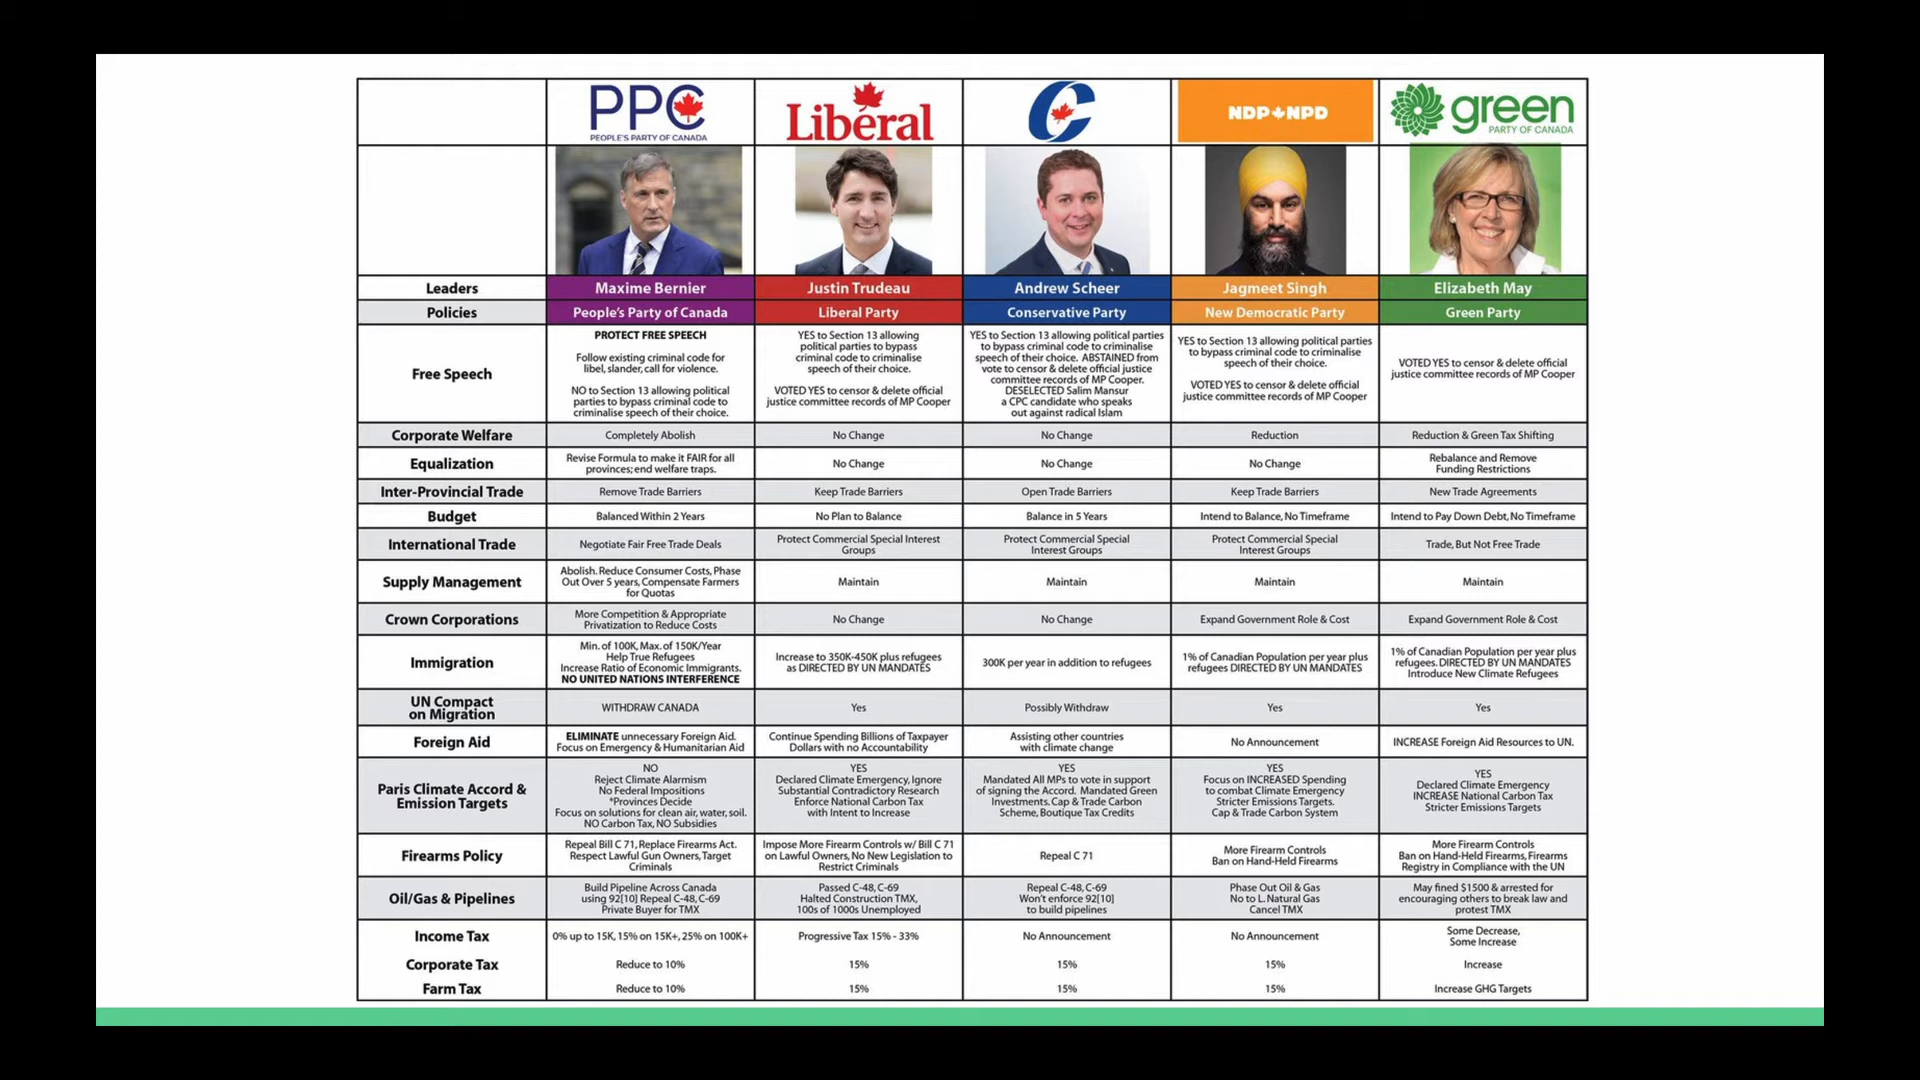 PPC
PEOPLE'S PARTY OF CANADA
Liberal
C
NDP NPD
green
PARTY OF CANADA
Leaders
Maxime Bernier
Justin Trudeau
Andrew Scheer
Jagmeet Singh
Elizabeth May
Policies
People's Party of Canada
Liberal Party
Conservative Party
New Democratic Party
Green Party
Free Speech
PROTECT FREE SPEECH
Follow existing criminal code for
libel, slander, call for violence.
NO to Section 13 allowing political
parties to bypass criminal code to
criminalise speech of their choice.
YES to Section 13 allowing
political parties to bypass
criminal code to criminalise
speech of their choice.
VOTED YES to censor & delete official
justice committee records of MP Cooper
YES to Section 13 allowing political parties
to bypass criminal code to criminalise
speech of their choice. ABSTAINED from
vote to censor & delete official justice
committee records of MP Cooper.
DESELECTED Salim Mansur
a CPC candidate who speaks
out against radical Islam
YES to Section 13 allowing political parties
to bypass criminal code to criminalise
speech of their choice.
VOTED YES to censor & delete official
justice committee records of MP Cooper
VOTED YES to censor & delete official
justice committee records of MP Cooper
Corporate Welfare
Completely Abolish
No Change
No Change
Reduction
Reduction & Green Tax Shifting
Equalization
Revise Formula to make it FAIR for all
provinces; end welfare traps.
No Change
No Change
No Change
Rebalance and Remove
Funding Restrictions
Inter-Provincial Trade
Remove Trade Barriers
Keep Trade Barriers
Open Trade Barriers
Keep Trade Barriers
New Trade Agreements
Budget
Balanced Within 2 Years
No Plan to Balance
Balance in 5 Years
Intend to Balance, No Timeframe
Intend to Pay Down Debt, No Timeframe
International Trade
Negotiate Fair Free Trade Deals
Protect Commercial Special Interest
Groups
Protect Commercial Special
Interest Groups
Protect Commercial Special
Interest Groups
Trade, But Not Free Trade
Supply Management
Abolish. Reduce Consumer Costs, Phase
Out Over 5 years, Compensate Farmers
for Quotas
Maintain
Maintain
Maintain
Maintain
Crown Corporations
More Competition & Appropriate
Privatization to Reduce Costs
No Change
No Change
Expand Government Role & Cost
Expand Government Role & Cost
Immigration
Min. of 100K, Max. of 150K/Year
Help True Refugees
Increase Ratio of Economic Immigrants.
NO UNITED NATIONS INTERFERENCE
Increase to 350K-450K plus refugees
as DIRECTED BY UN MANDATES
300K per year in addition to refugees
1% of Canadian Population per year plus
refugees DIRECTED BY UN MANDATES
1% of Canadian Population per year plus
refugees. DIRECTED BY UN MANDATES
Introduce New Climate Refugees
UN Compact
on Migration
WITHDRAW CANADA
Yes
Possibly Withdraw
Yes
Yes
Foreign Aid
ELIMINATE unnecessary Foreign Aid.
Focus on Emergency & Humanitarian Aid
Continue Spending Billions of Taxpayer
Dollars with no Accountability
Assisting other countries
with climate change
No Announcement
INCREASE Foreign Aid Resources to UN.
Paris Climate Accord &
Emission Targets
NO
Reject Climate Alarmism
No Federal Impositions
*Provinces Decide
Focus on solutions for clean air, water, soil.
NO Carbon Tax, NO Subsidies
YES
Declared Climate Emergency, Ignore
Substantial Contradictory Research
Enforce National Carbon Tax
with Intent to Increase
YES
Mandated All MPs to vote in support
of signing the Accord. Mandated Green
Investments. Cap & Trade Carbon
Scheme, Boutique Tax Credits
YES
Focus on INCREASED Spending
to combat Climate Emergency
Stricter Emissions Targets.
Cap & Trade Carbon System
YES
Declared Climate Emergency
INCREASE National Carbon Tax
Stricter Emissions Targets
Firearms Policy
Repeal Bill C 71, Replace Firearms Act.
Respect Lawful Gun Owners, Target
Criminals
Impose More Firearm Controls w/ Bill C 71
on Lawful Owners, No New Legislation to
Restrict Criminals
Repeal C 71
More Firearm Controls
Ban on Hand-Held Firearms
More Firearm Controls
Ban on Hand-Held Firearms, Firearms
Registry in Compliance with the UN
Oil/Gas & Pipelines
Build Pipeline Across Canada
using 92[10] Repeal C-48, C-69
Private Buyer for TMX
Passed C-48, C-69
Halted Construction TMX,
100s of 1000s Unemployed
Repeal C-48, C-69
Won't enforce 92[10]
to build pipelines
Phase Out Oil & Gas
No to L. Natural Gas
Cancel TMX
May fined $1500 & arrested for
encouraging others to break law and
protest TMX
Income Tax
0% up to 15K, 15% on 15K+, 25% on 100K+
Progressive Tax 15% - 33%
No Announcement
No Announcement
Some Decrease,
Some Increase
Corporate Tax
Reduce to 10%
15%
15%
15%
Increase
Farm Tax
Reduce to 10%
15%
15%
15%
Increase GHG Targets